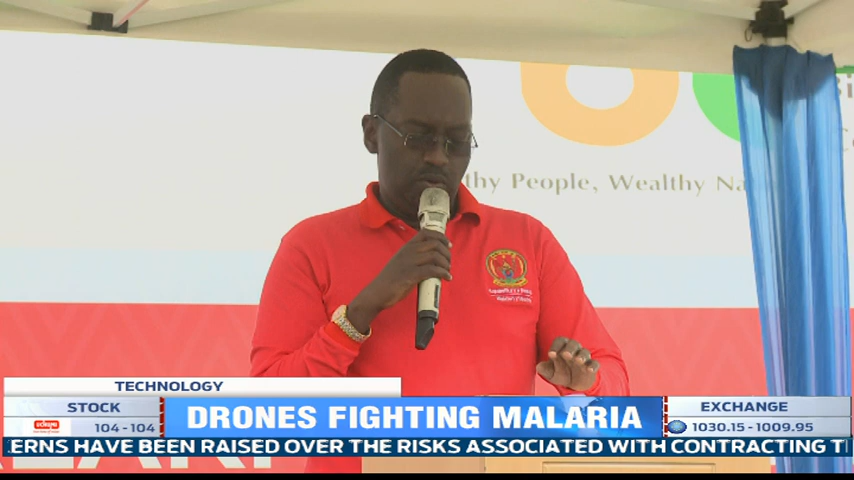 thy People, Wealthy Na
TECHNOLOGY
STOCK
104 - 104
DRONES FIGHTING MALARIA
EXCHANGE
1030.15 - 1009.95
ERNS HAVE BEEN RAISED OVER THE RISKS ASSOCIATED WITH CONTRACTING T